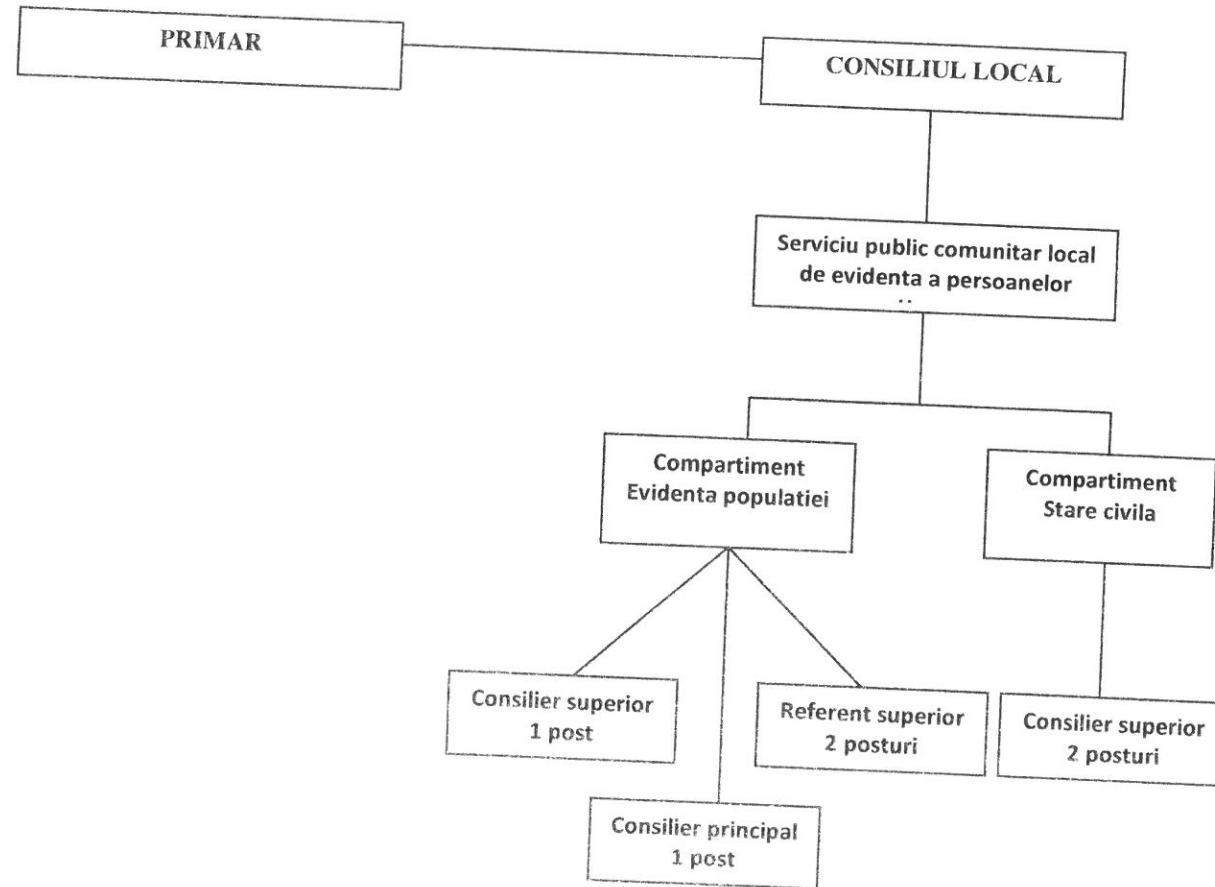 PRIMAR
CONSILIUL LOCAL
Serviciu public comunitar local
de evidenta a persoanelor
..
Compartiment
Evidenta populatiei
Compartiment
Stare civila
Consilier superior
1 post
Referent superior
2 posturi
Consilier superior
2 posturi
Consilier principal
1 post